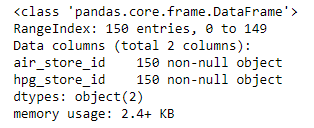 <class 'pandas.core.frame.DataFrame'>
RangeIndex: 150 entries, 0 to 149
Data columns (total 2 columns):
air_store_id    150 non-null object
hpg_store_id    150 non-null object
dtypes: object(2)
memory usage: 2.4+ KB